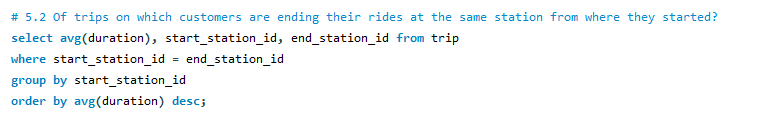 # 5.2 Of trips on which customers are ending their rides at the same station from where they started?
select avg(duration), start_station_id, end_station_id from trip
where start_station_id = end_station_id
group by start_station_id
order by avg(duration) desc;